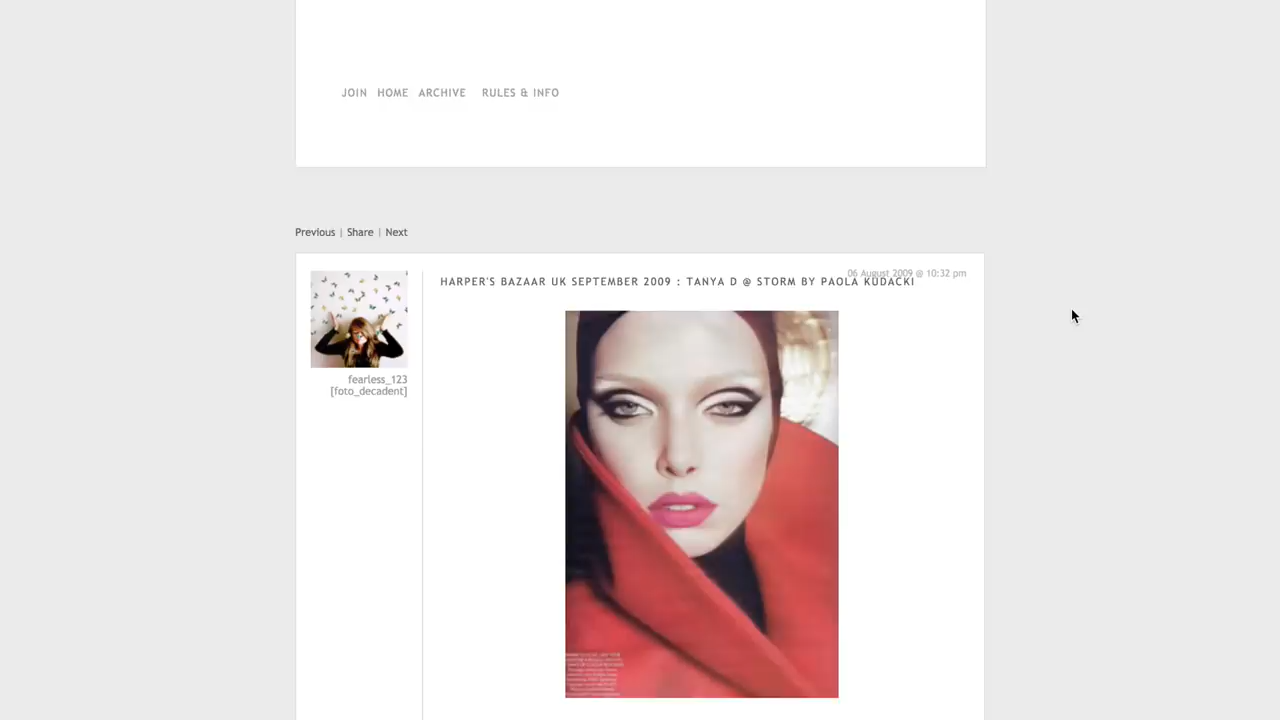 JOIN HOME ARCHIVE RULES & INFO
Previous | Share | Next
06 August 2009 @ 10:32 pm
HARPER'S BAZAAR UK SEPTEMBER 2009 : TANYA D @ STORM BY PAOLA KUDACKI
fearless_123
[foto_decadent]